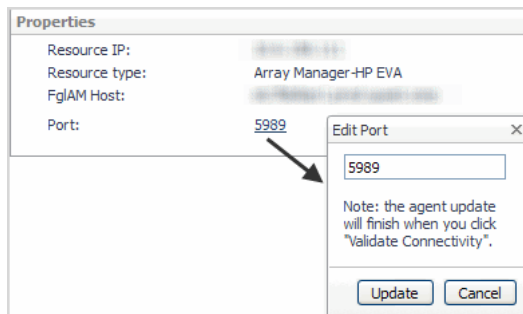 Properties
Resource IP:
Resource type: Array Manager-HP EVA
FglAM Host:
Port: 5989
Edit Port
5989
Note: the agent update
will finish when you click
"Validate Connectivity".
Update Cancel